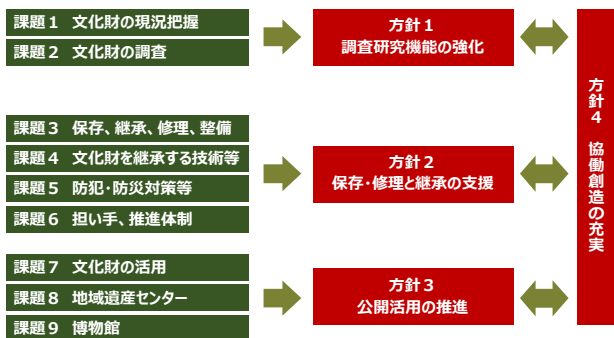 課題１ 文化財の現況把握
課題２ 文化財の調査
方針１
調査研究機能の強化
課題３ 保存、継承、修理、整備
課題４ 文化財を継承する技術等
課題５ 防犯・防災対策等
課題６ 担い手、推進体制
方針２
保存・修理と継承の支援
課題７ 文化財の活用
課題８ 地域遺産センター
課題９ 博物館
方針３
公開活用の推進
方針４ 協働創造の充実